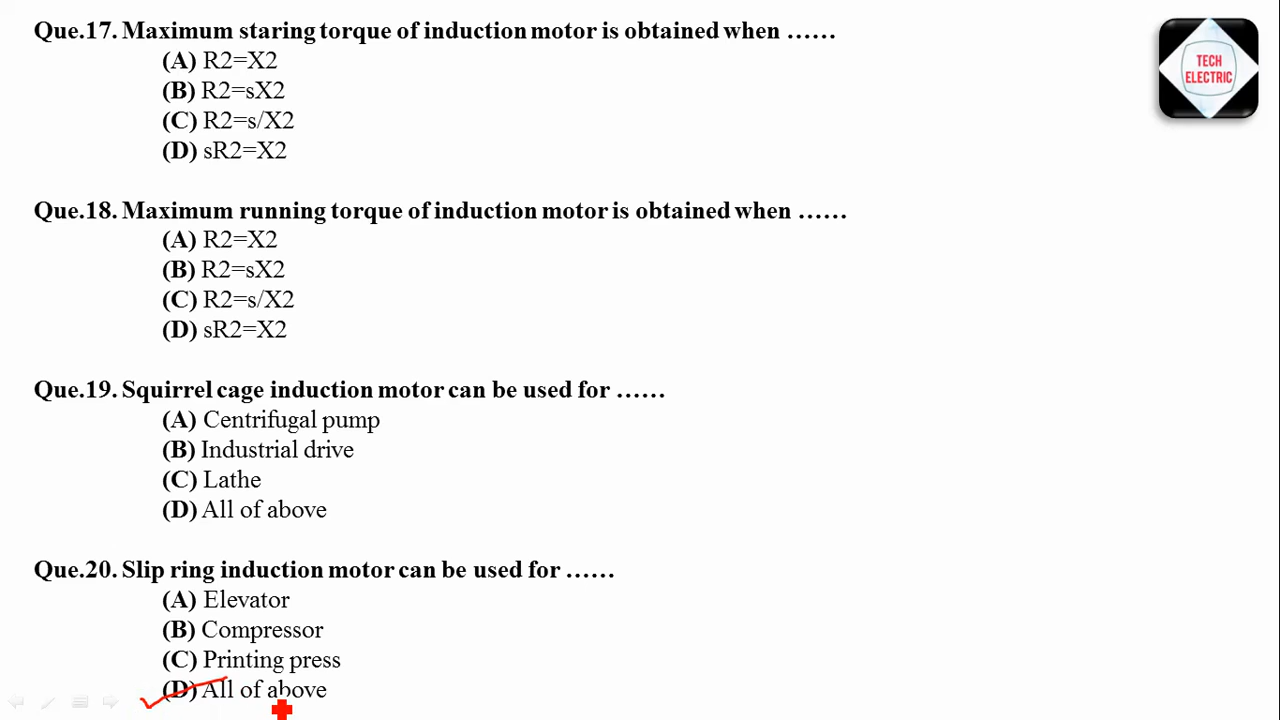 Que.17. Maximum staring torque of induction motor is obtained when ……
(A) R2=X2
(B) R2=sX2
(C) R2=s/X2
(D) sR2=X2
Que.18. Maximum running torque of induction motor is obtained when ……
(A) R2=X2
(B) R2=sX2
(C) R2=s/X2
(D) sR2=X2
Que.19. Squirrel cage induction motor can be used for ……
(A) Centrifugal pump
(B) Industrial drive
(C) Lathe
(D) All of above
Que.20. Slip ring induction motor can be used for ……
(A) Elevator
(B) Compressor
(C) Printing press
(D) All of above
TECH
ELECTRIC